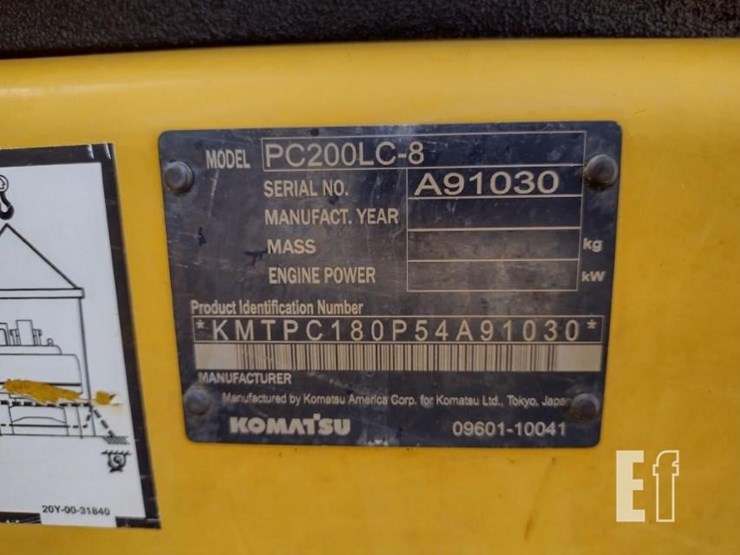 MODEL PC200LC-8
SERIAL NO. A91030
MANUFACT. YEAR
MASS kg
ENGINE POWER kW
Product Identification Number
*KMTPC180P54A91030*
MANUFACTURER
Manufactured by Komatsu America Corp. for Komatsu Ltd., Tokyo, Japan
KOMATSU 09601-10041
20Y-00-31640
Ef